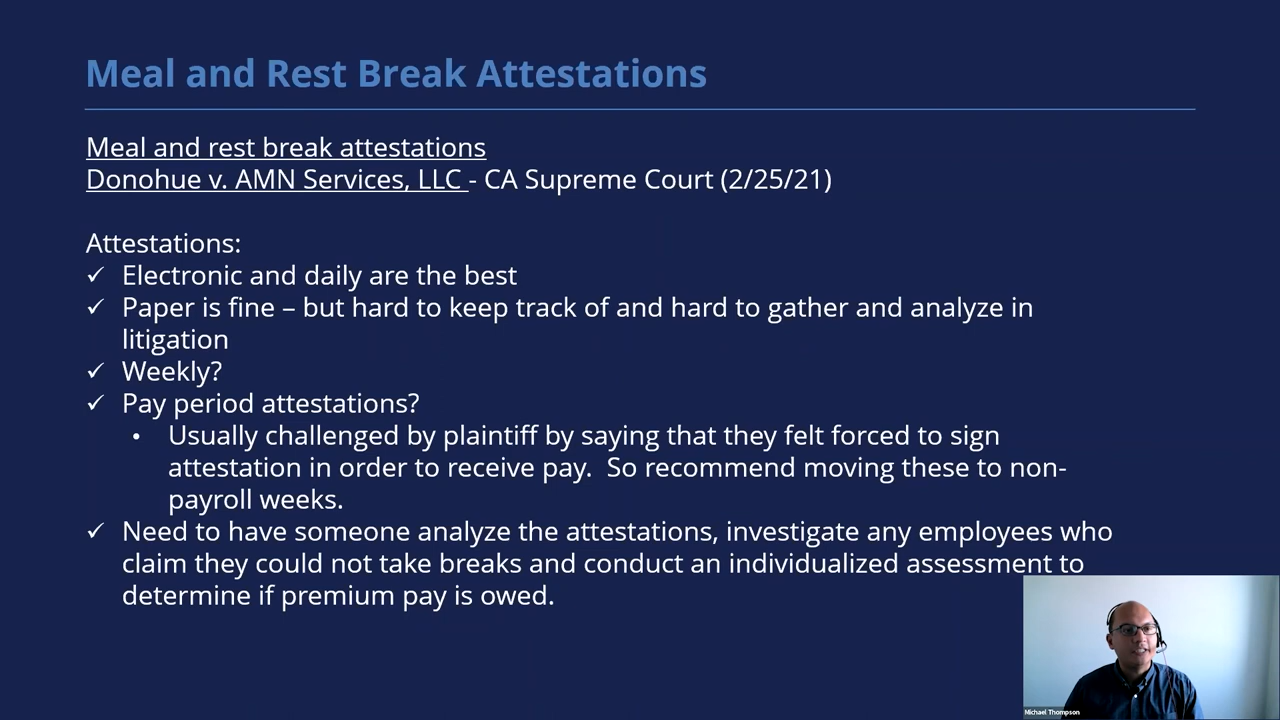 Meal and Rest Break Attestations
Meal and rest break attestations
Donohue v. AMN Services, LLC - CA Supreme Court (2/25/21)
Attestations:
✓ Electronic and daily are the best
✓ Paper is fine – but hard to keep track of and hard to gather and analyze in
litigation
✓ Weekly?
✓ Pay period attestations?
• Usually challenged by plaintiff by saying that they felt forced to sign
attestation in order to receive pay.  So recommend moving these to non-
payroll weeks.
✓ Need to have someone analyze the attestations, investigate any employees who
claim they could not take breaks and conduct an individualized assessment to
determine if premium pay is owed.
Michael Thompson